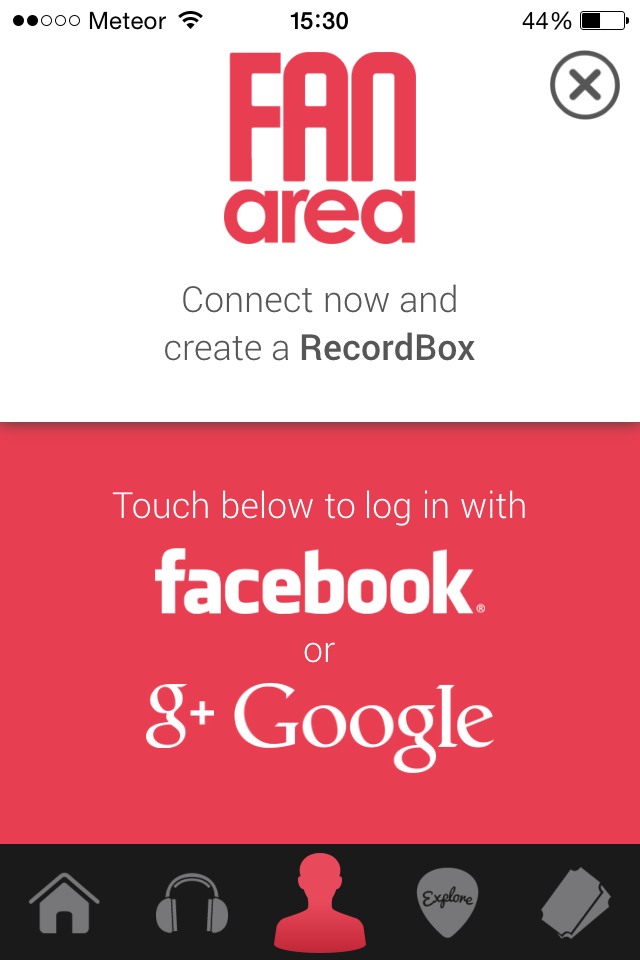 Meteor 15:30 44%
FAN
area
Connect now and
create a RecordBox
Touch below to log in with
facebook®
or
g+ Google
Explore